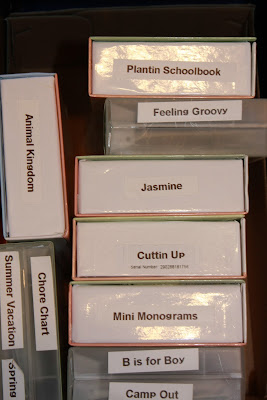 Plantin Schoolbook
Feeling Groovy
Animal Kingdom
Jasmine
Cuttin Up
Mini Monograms
Summer Vacation
Chore Chart
Spring
B is for Boy
Camp Out